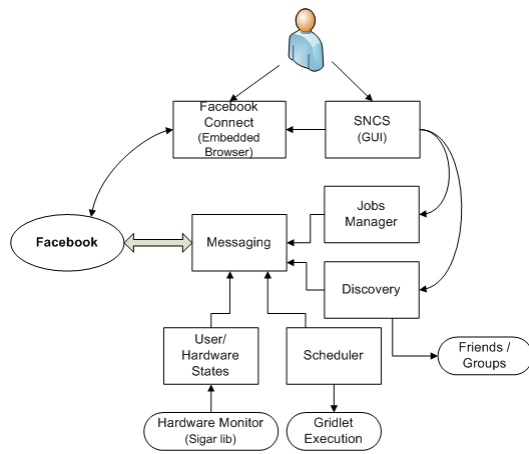 Facebook
Connect
(Embedded
Browser)
SNCS
(GUI)
Jobs
Manager
Facebook
Messaging
Discovery
User/
Hardware
States
Scheduler
Friends /
Groups
Hardware Monitor
(Sigar lib)
Gridlet
Execution